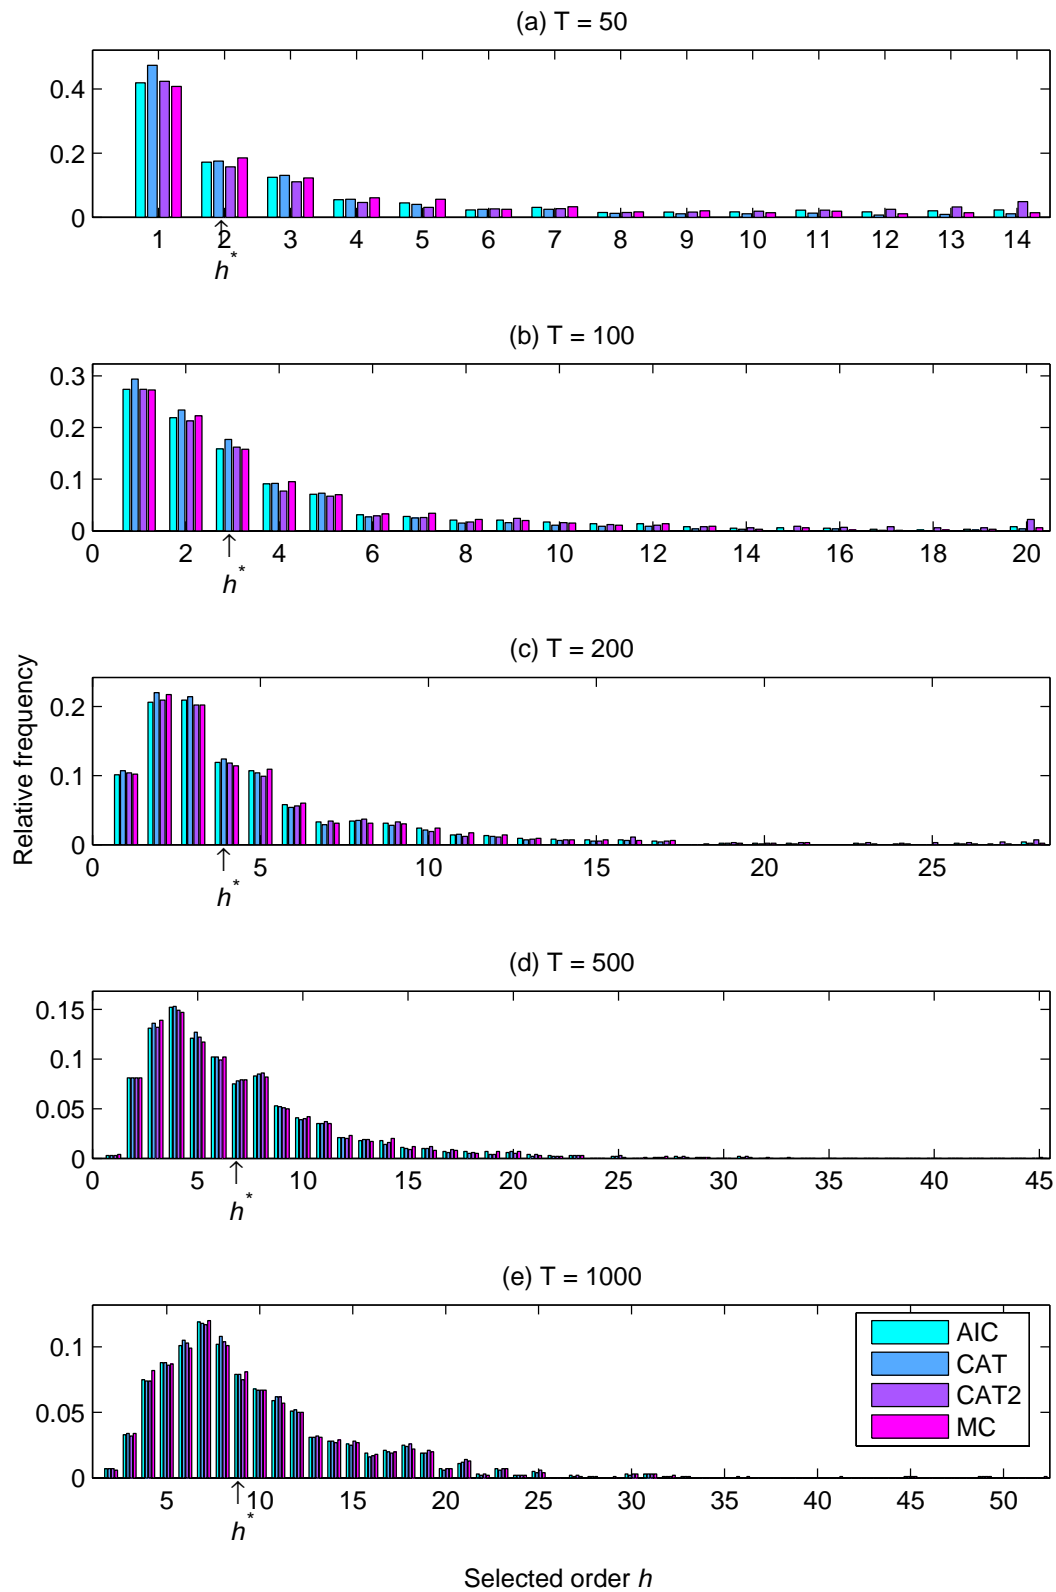 (a) T = 50
0.4
0.2
0
1 2 3 4 5 6 7 8 9 10 11 12 13 14
h*
(b) T = 100
0.3
0.2
0.1
0
0 2 4 6 8 10 12 14 16 18 20
h*
(c) T = 200
Relative frequency
0.2
0.1
0
0 5 10 15 20 25
h*
(d) T = 500
0.15
0.1
0.05
0
0 5 10 15 20 25 30 35 40 45
h*
(e) T = 1000
0.1
0.05
0
AIC
CAT
CAT2
MC
5 10 15 20 25 30 35 40 45 50
h*
Selected order h